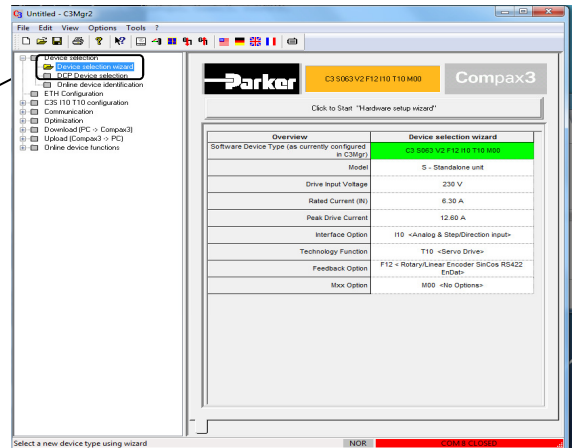 Untitled - C3Mgr2
File Edit View Options Tools ?
Device selection
Device selection wizard
DCP Device selection
Online device identification
ETH Configuration
C3S I10 T10 configuration
Communication
Optimization
Download (PC -> Compax3)
Upload (Compax3 -> PC)
Online device functions
Parker
C3 S063 V2 F12 I10 T10 M00
Compax3
Click to Start "Hardware setup wizard"
Overview Device selection wizard
Software Device Type (as currently configured in C3Mgr) C3 S063 V2 F12 I10 T10 M00
Model S - Standalone unit
Drive Input Voltage 230 V
Rated Current (IN) 6.30 A
Peak Drive Current 12.60 A
Interface Option I10 <Analog & Step/Direction input>
Technology Function T10 <Servo Drive>
Feedback Option F12 < Rotary/Linear Encoder SinCos RS422 EnDat>
Mxx Option M00 <No Options>
Select a new device type using wizard NOR COM 8 CLOSED